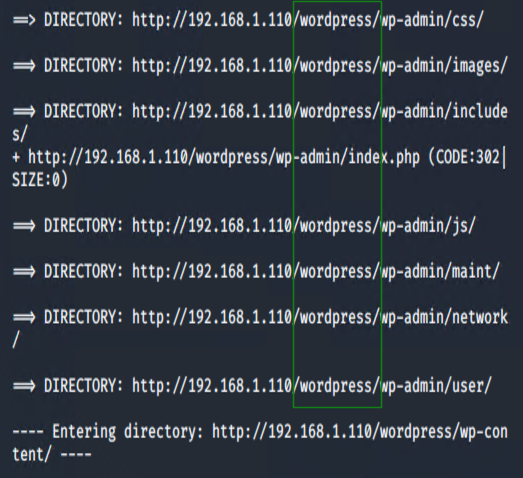 ==> DIRECTORY: http://192.168.1.110/wordpress/wp-admin/css/
==> DIRECTORY: http://192.168.1.110/wordpress/wp-admin/images/
==> DIRECTORY: http://192.168.1.110/wordpress/wp-admin/include
s/
+ http://192.168.1.110/wordpress/wp-admin/index.php (CODE:302|
SIZE:0)
==> DIRECTORY: http://192.168.1.110/wordpress/wp-admin/js/
==> DIRECTORY: http://192.168.1.110/wordpress/wp-admin/maint/
==> DIRECTORY: http://192.168.1.110/wordpress/wp-admin/network
/
==> DIRECTORY: http://192.168.1.110/wordpress/wp-admin/user/
---- Entering directory: http://192.168.1.110/wordpress/wp-con
tent/ ----